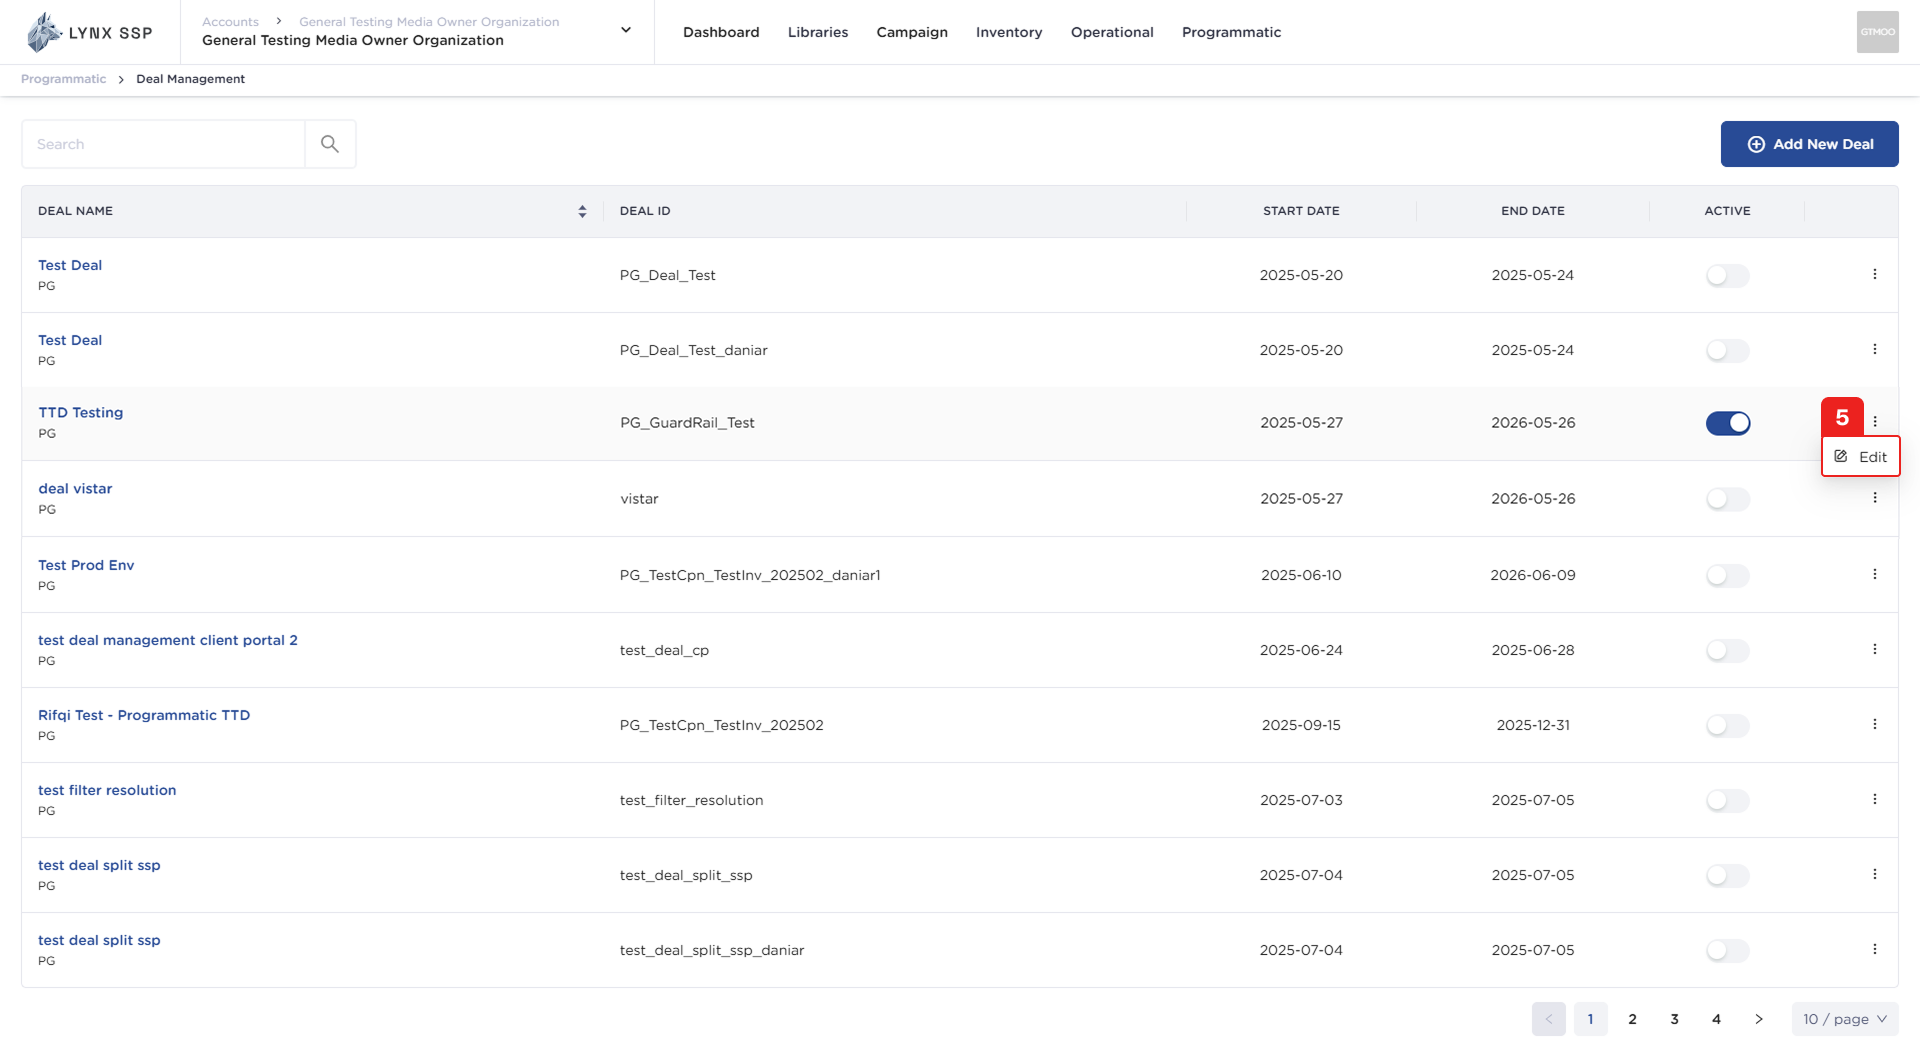 LYNX SSP
Accounts > General Testing Media Owner Organization
General Testing Media Owner Organization
Dashboard Libraries Campaign Inventory Operational Programmatic
GTMOO
Programmatic > Deal Management
Search
Add New Deal
DEAL NAME DEAL ID START DATE END DATE ACTIVE
Test Deal
PG
PG_Deal_Test 2025-05-20 2025-05-24
Test Deal
PG
PG_Deal_Test_daniar 2025-05-20 2025-05-24
TTD Testing
PG
PG_GuardRail_Test 2025-05-27 2026-05-26
5
Edit
deal vistar
PG
vistar 2025-05-27 2026-05-26
Test Prod Env
PG
PG_TestCpn_TestInv_202502_daniar1 2025-06-10 2026-06-09
test deal management client portal 2
PG
test_deal_cp 2025-06-24 2025-06-28
Rifqi Test - Programmatic TTD
PG
PG_TestCpn_TestInv_202502 2025-09-15 2025-12-31
test filter resolution
PG
test_filter_resolution 2025-07-03 2025-07-05
test deal split ssp
PG
test_deal_split_ssp 2025-07-04 2025-07-05
test deal split ssp
PG
test_deal_split_ssp_daniar 2025-07-04 2025-07-05
< 1 2 3 4 > 10 / page